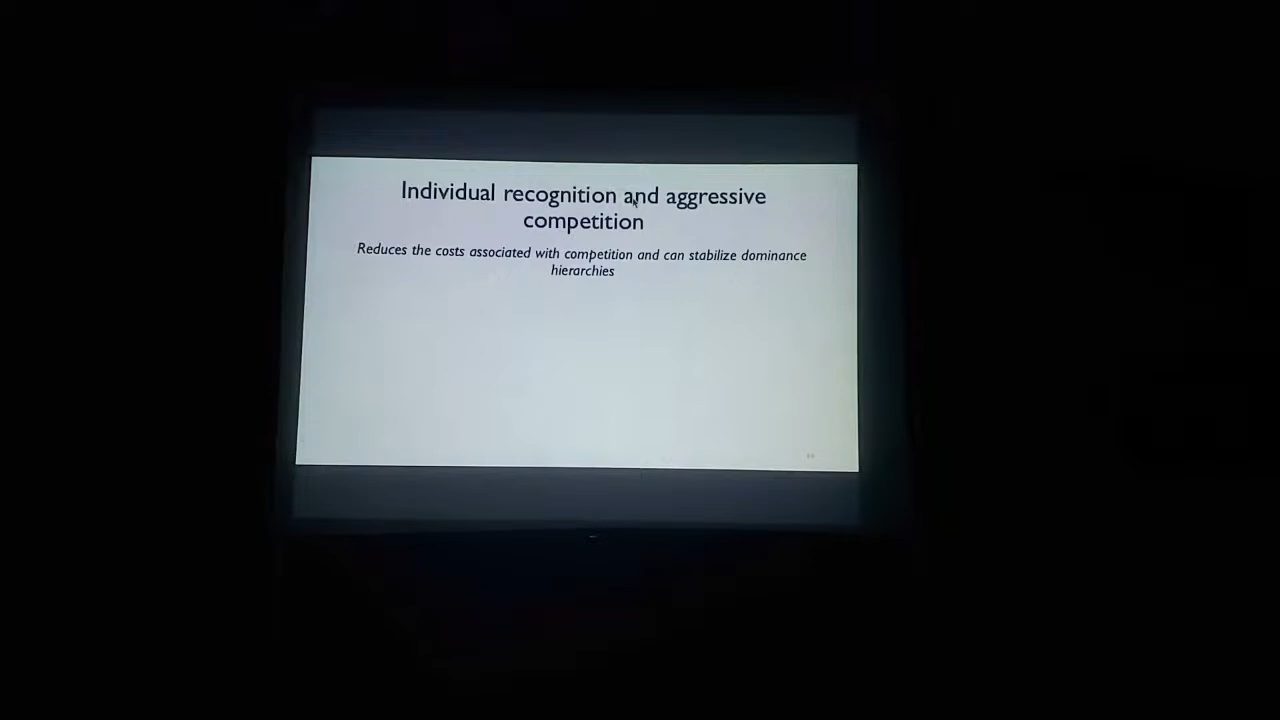 Individual recognition and aggressive
competition
Reduces the costs associated with competition and can stabilize dominance
hierarchies